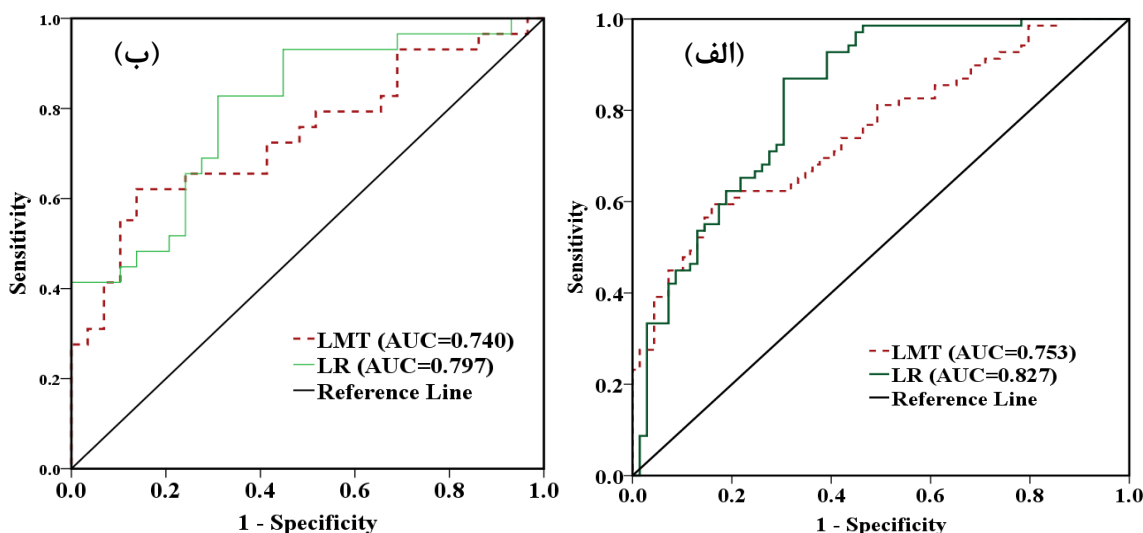 (ب)
1.0
0.8
0.6
0.4
0.2
0.0
Sensitivity
LMT (AUC=0.740)
LR (AUC=0.797)
Reference Line
0.0 0.2 0.4 0.6 0.8 1.0
1 - Specificity
(الف)
1.0
0.8
0.6
0.4
0.2
0.0
Sensitivity
LMT (AUC=0.753)
LR (AUC=0.827)
Reference Line
0.0 0.2 0.4 0.6 0.8 1.0
1 - Specificity